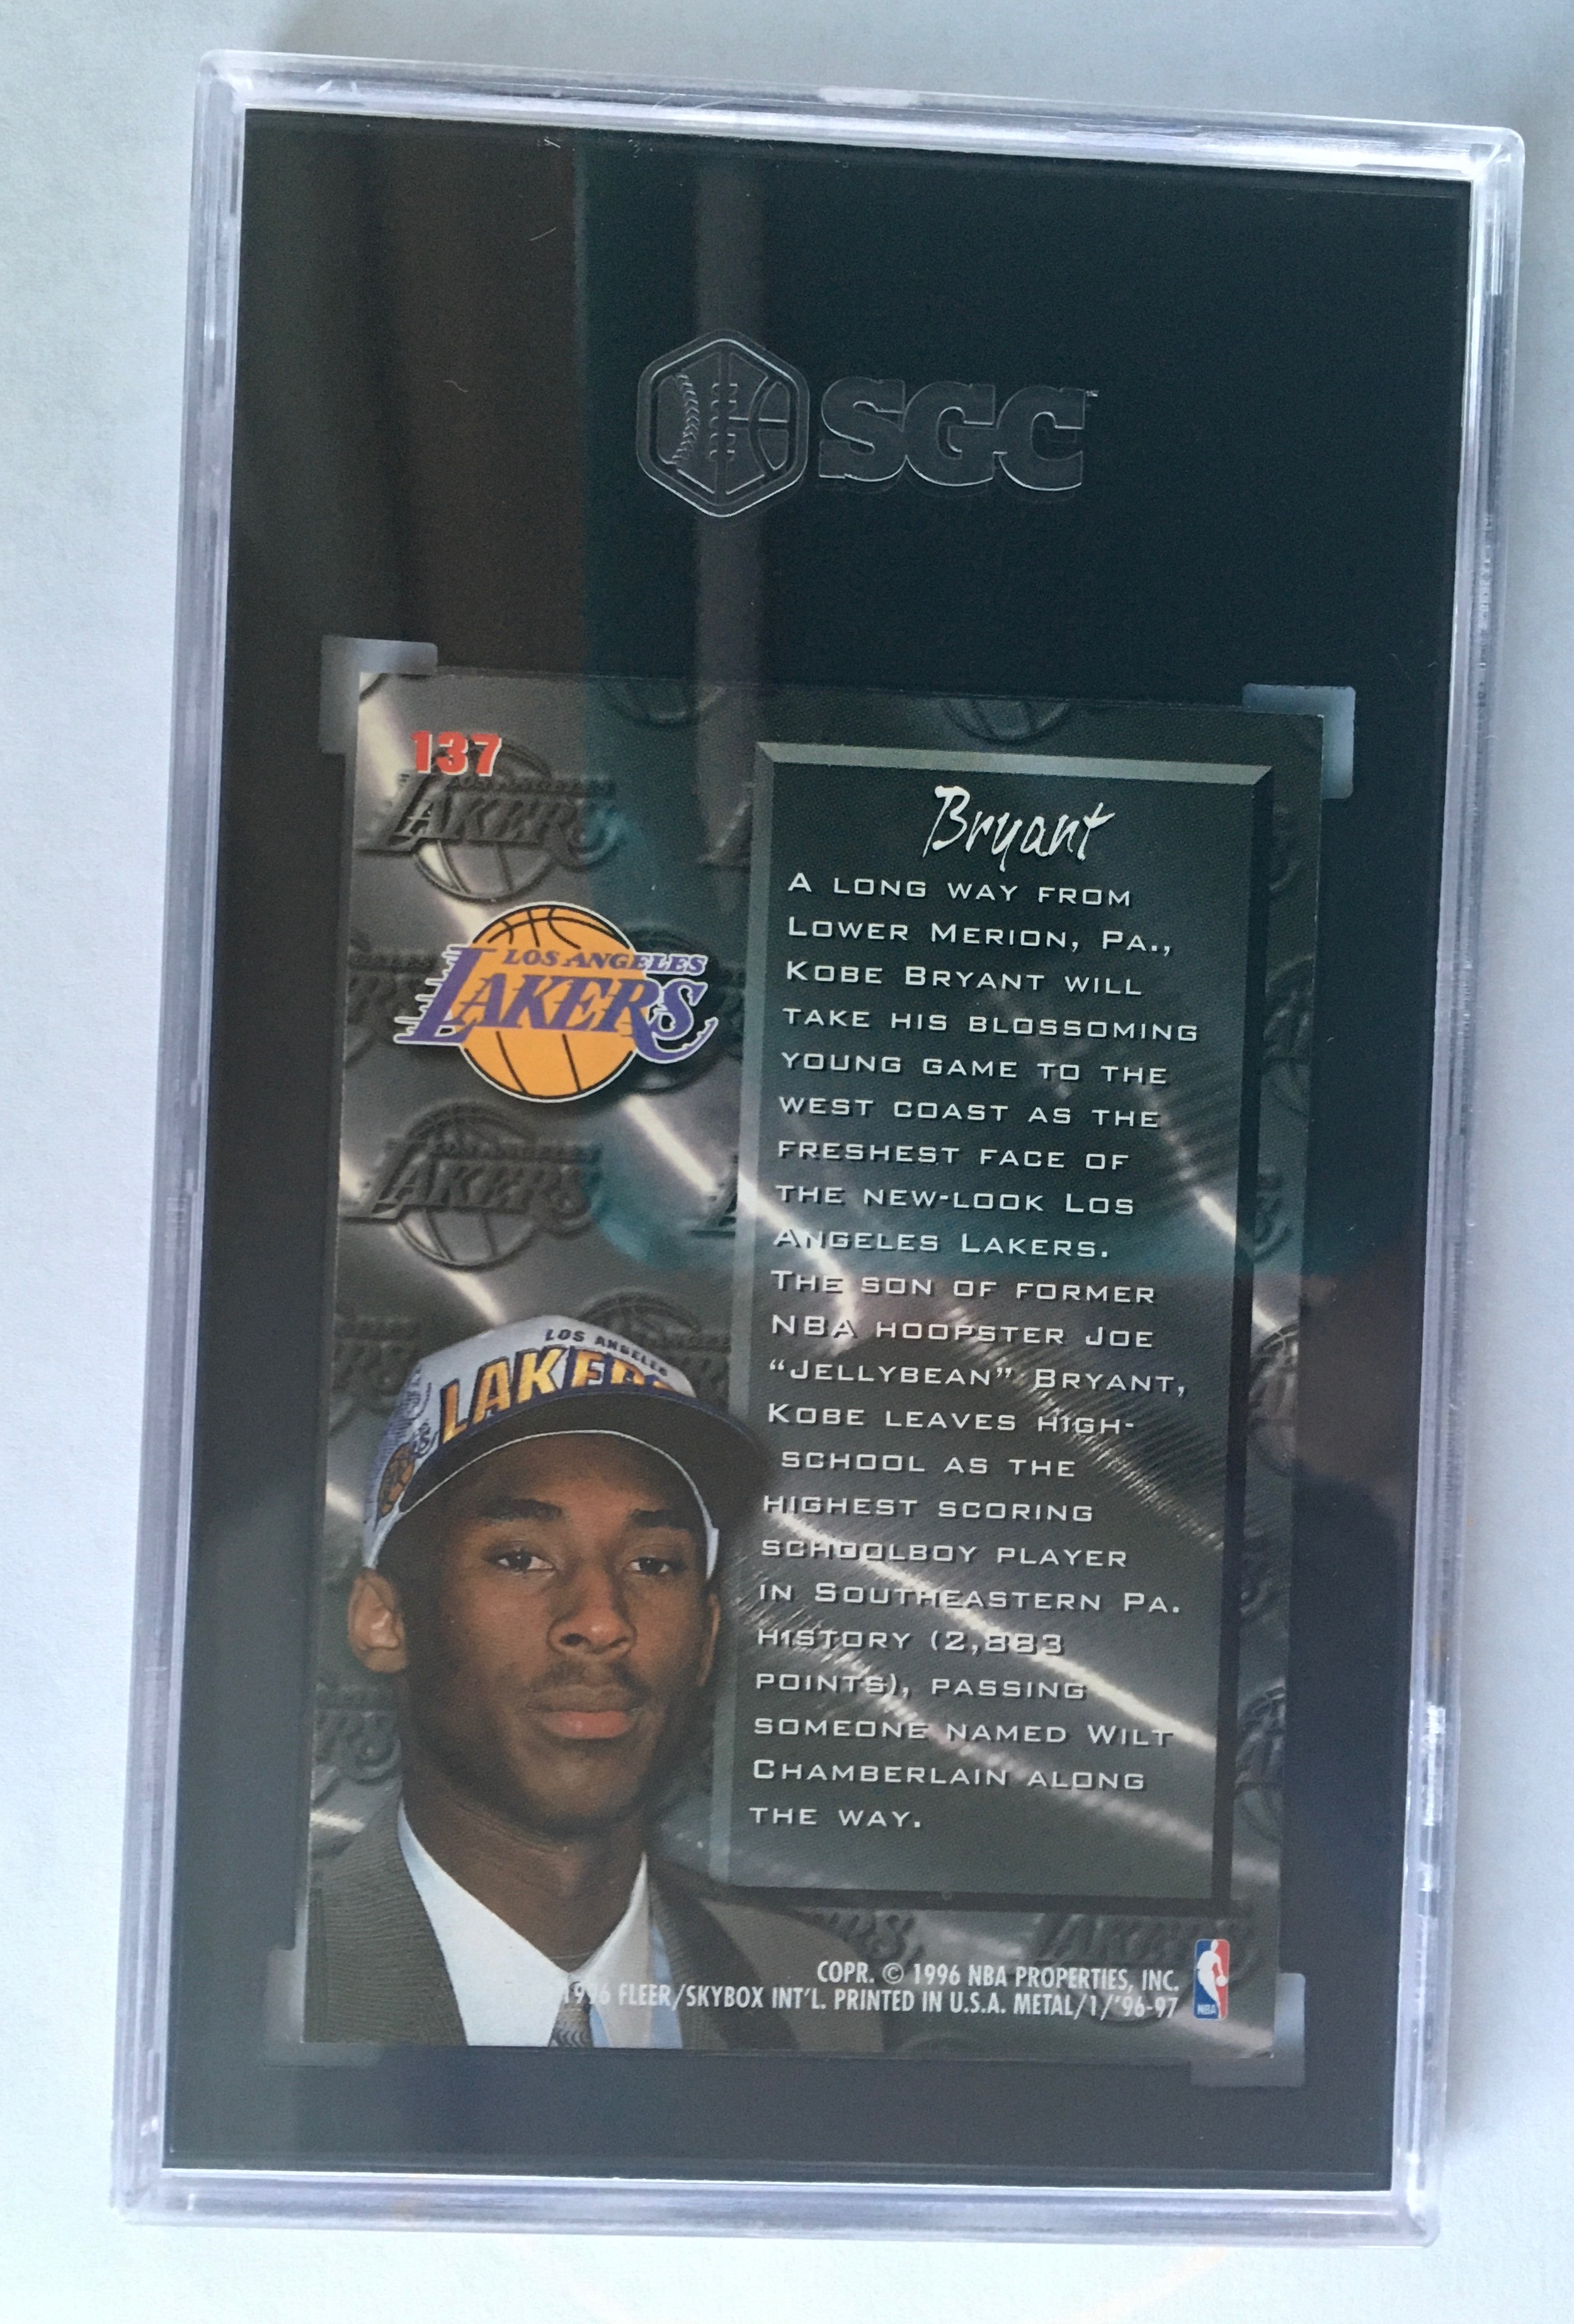 SGC
137
LOS ANGELES
LAKERS
Bryant
A LONG WAY FROM
LOWER MERION, PA.,
KOBE BRYANT WILL
TAKE HIS BLOSSOMING
YOUNG GAME TO THE
WEST COAST AS THE
FRESHEST FACE OF
THE NEW-LOOK LOS
ANGELES LAKERS.
THE SON OF FORMER
NBA HOOPSTER JOE
“JELLYBEAN” BRYANT,
KOBE LEAVES HIGH-
SCHOOL AS THE
HIGHEST SCORING
SCHOOLBOY PLAYER
IN SOUTHEASTERN PA.
HISTORY (2,883
POINTS), PASSING
SOMEONE NAMED WILT
CHAMBERLAIN ALONG
THE WAY.
LOS ANGELES
LAKERS
COPR. © 1996 NBA PROPERTIES, INC.
1996 FLEER/SKYBOX INT'L. PRINTED IN U.S.A. METAL/1/'96-97
NBA